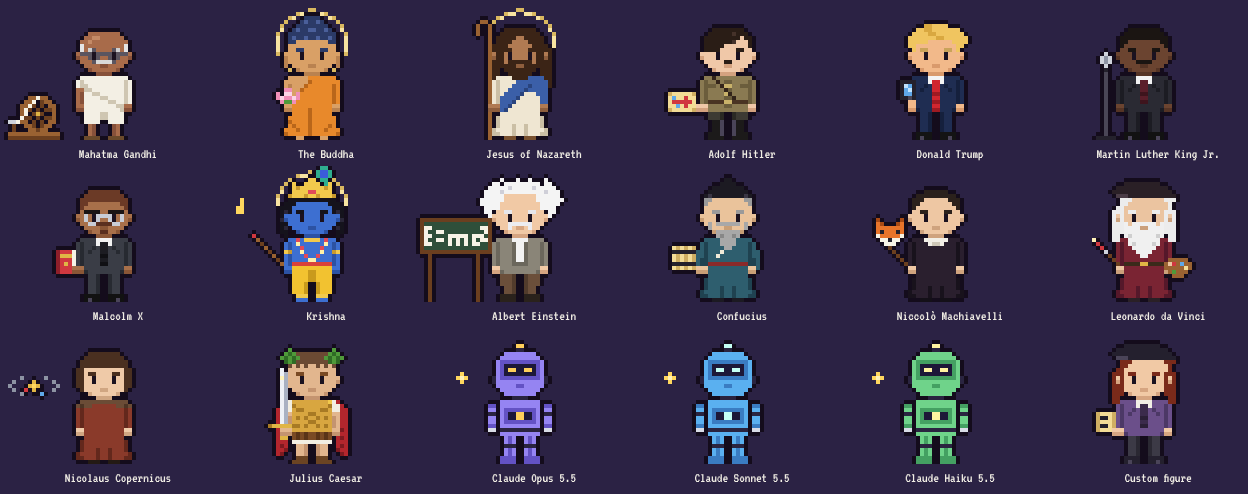 Mahatma Gandhi
The Buddha
Jesus of Nazareth
Adolf Hitler
Donald Trump
Martin Luther King Jr.
E=mc²
Malcolm X
Krishna
Albert Einstein
Confucius
Niccolò Machiavelli
Leonardo da Vinci
Nicolaus Copernicus
Julius Caesar
Claude Opus 5.5
Claude Sonnet 5.5
Claude Haiku 5.5
Custom figure